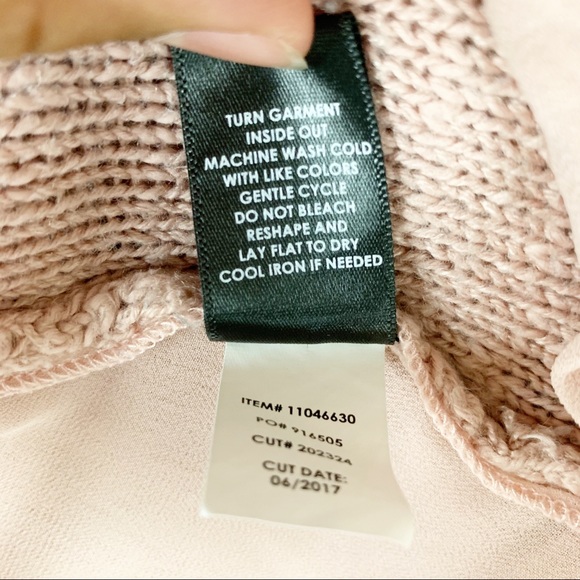 TURN GARMENT
INSIDE OUT
MACHINE WASH COLD
WITH LIKE COLORS
GENTLE CYCLE
DO NOT BLEACH
RESHAPE AND
LAY FLAT TO DRY
COOL IRON IF NEEDED
ITEM# 11046630
PO# 916505
CUT# 20232A
CUT DATE:
06/2017